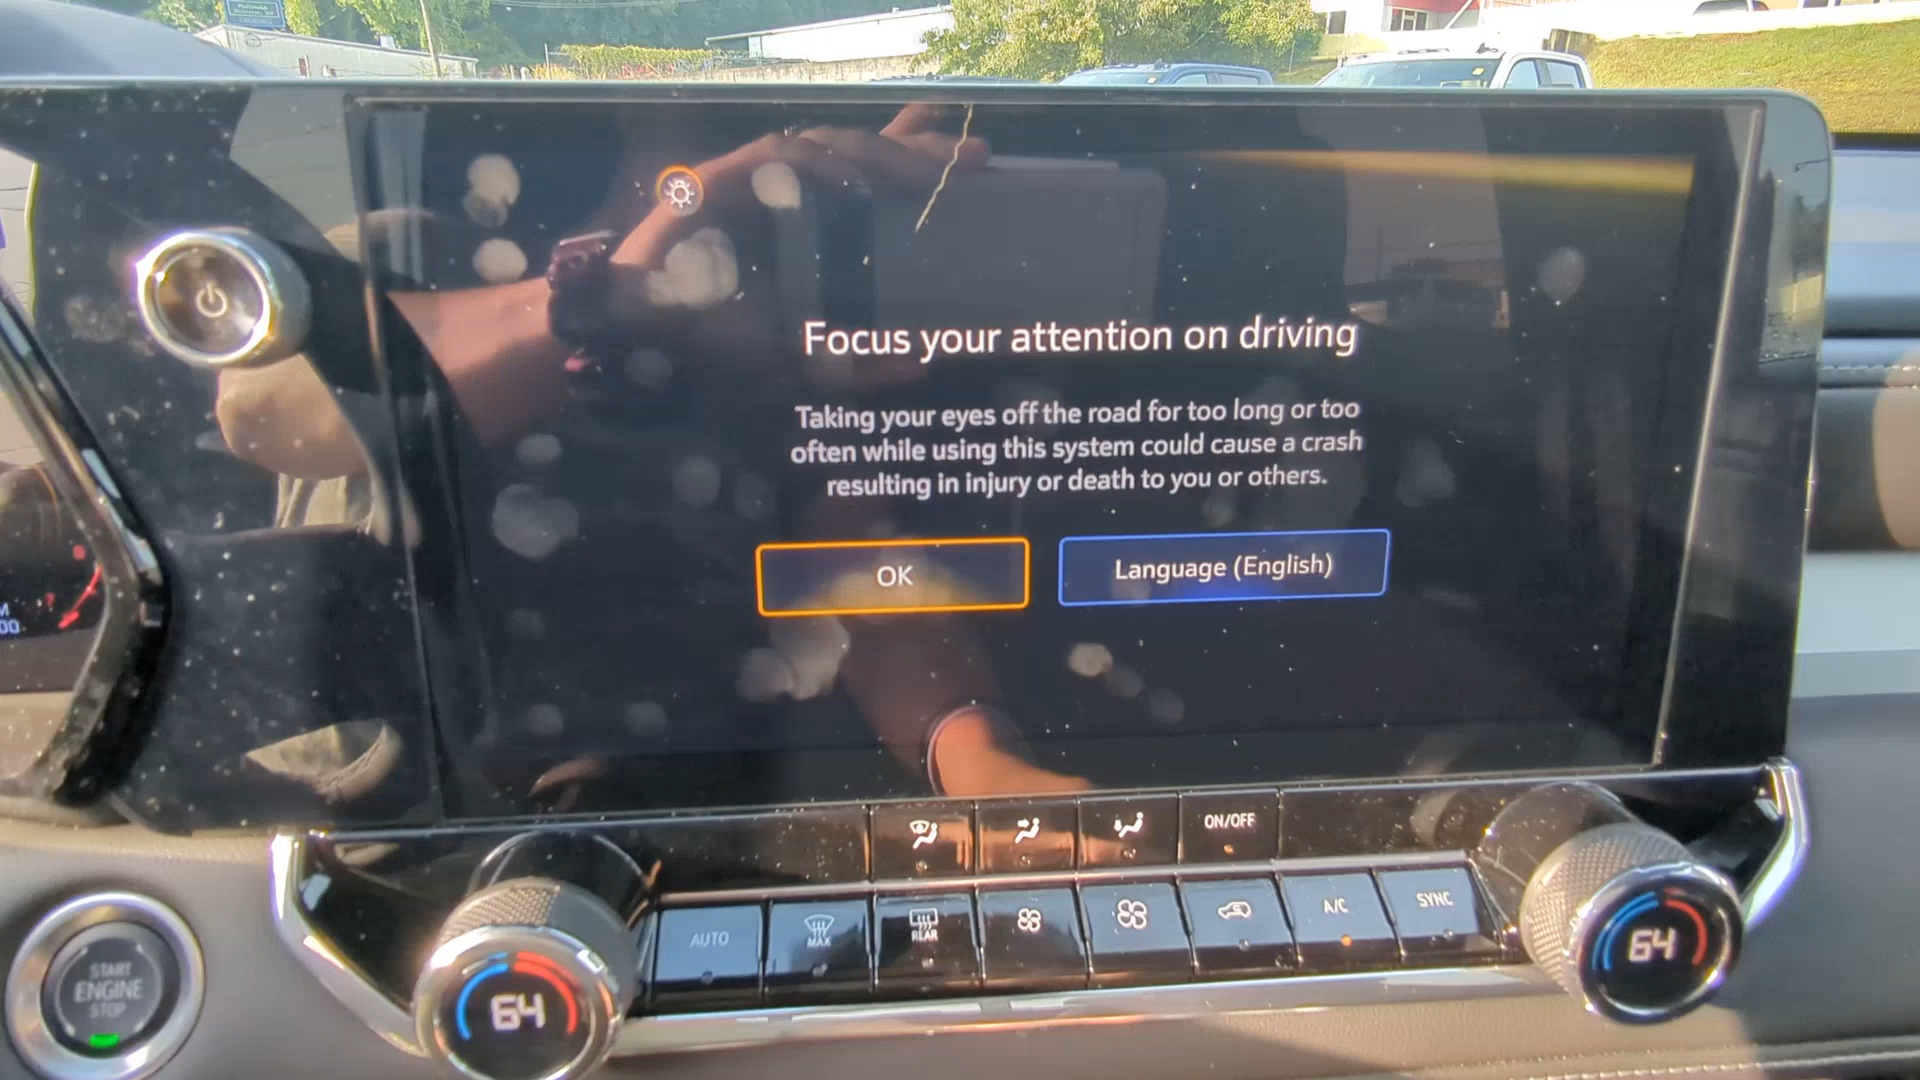 Focus your attention on driving
Taking your eyes off the road for too long or too
often while using this system could cause a crash
resulting in injury or death to you or others.
OK
Language (English)
ON/OFF
AUTO
MAX
REAR
A/C
SYNC
START
ENGINE
STOP
64
64